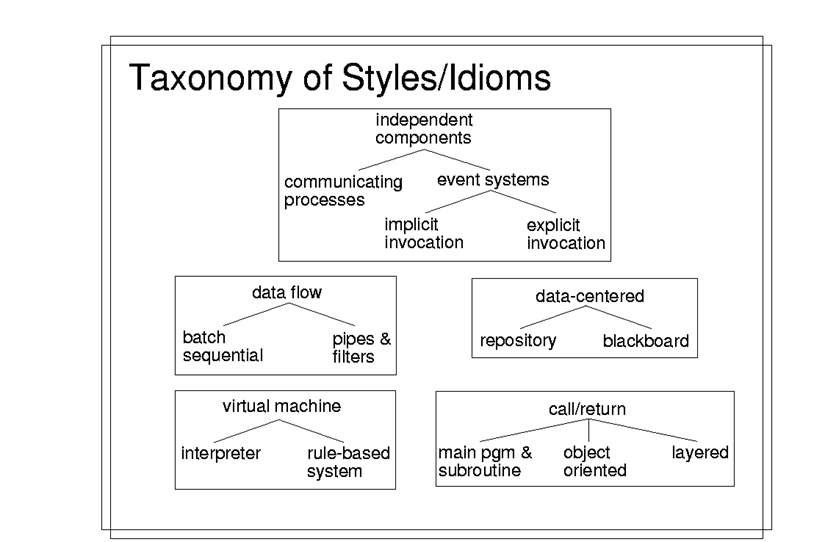 Taxonomy of Styles/Idioms
independent
components
communicating
processes
event systems
implicit
invocation
explicit
invocation
data flow
batch
sequential
pipes &
filters
data-centered
repository
blackboard
virtual machine
interpreter
rule-based
system
call/return
main pgm &
subroutine
object
oriented
layered